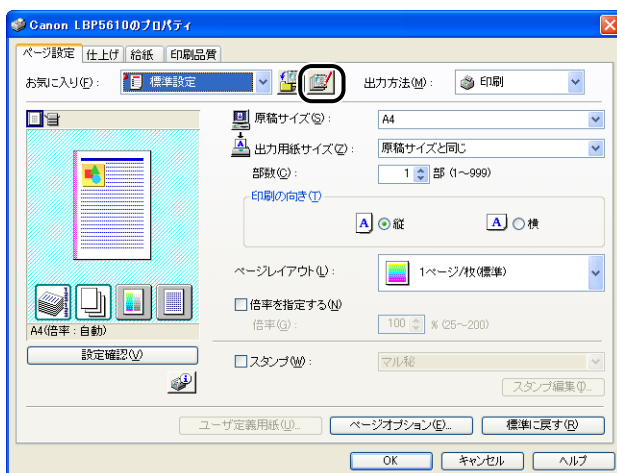 Canon LBP5610のプロパティ
ページ設定 仕上げ 給紙 印刷品質
お気に入り(F): 標準設定 出力方法(M): 印刷
原稿サイズ(S): A4
出力用紙サイズ(Z): 原稿サイズと同じ
部数(C): 1 部 (1～999)
印刷の向き(T)
A 縦 A 横
ページレイアウト(L): 1ページ/枚(標準)
倍率を指定する(N)
A4(倍率：自動) 倍率(G): 100 % (25～200)
設定確認(V) スタンプ(W): マル秘
スタンプ編集(I)...
ユーザ定義用紙(U)... ページオプション(E)... 標準に戻す(R)
OK キャンセル ヘルプ